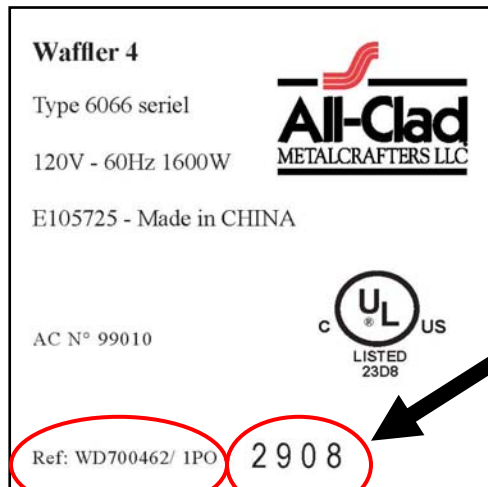 Waffler 4
Type 6066 seriel
All-Clad
METALCRAFTERS LLC
120V - 60Hz 1600W
E105725 - Made in CHINA
C UL ® US
LISTED
23D8
AC N° 99010
Ref: WD700462/ 1PO 2908